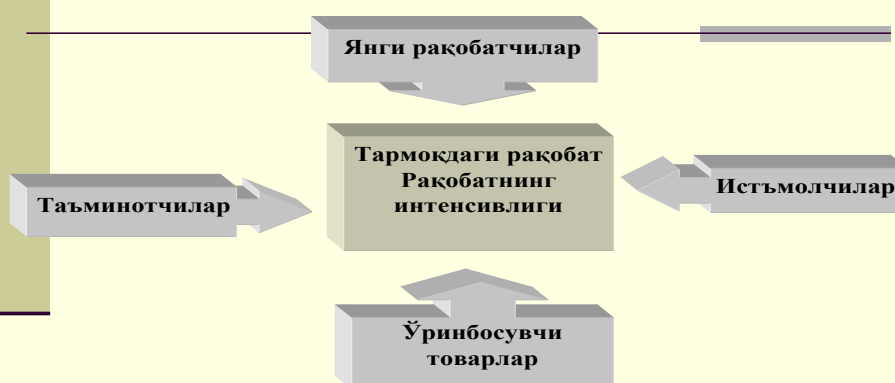 Янги рақобатчилар
Тармоқдаги рақобат
Рақобатнинг
интенсивлиги
Таъминотчилар
Истъмолчилар
Ўринбосувчи
товарлар